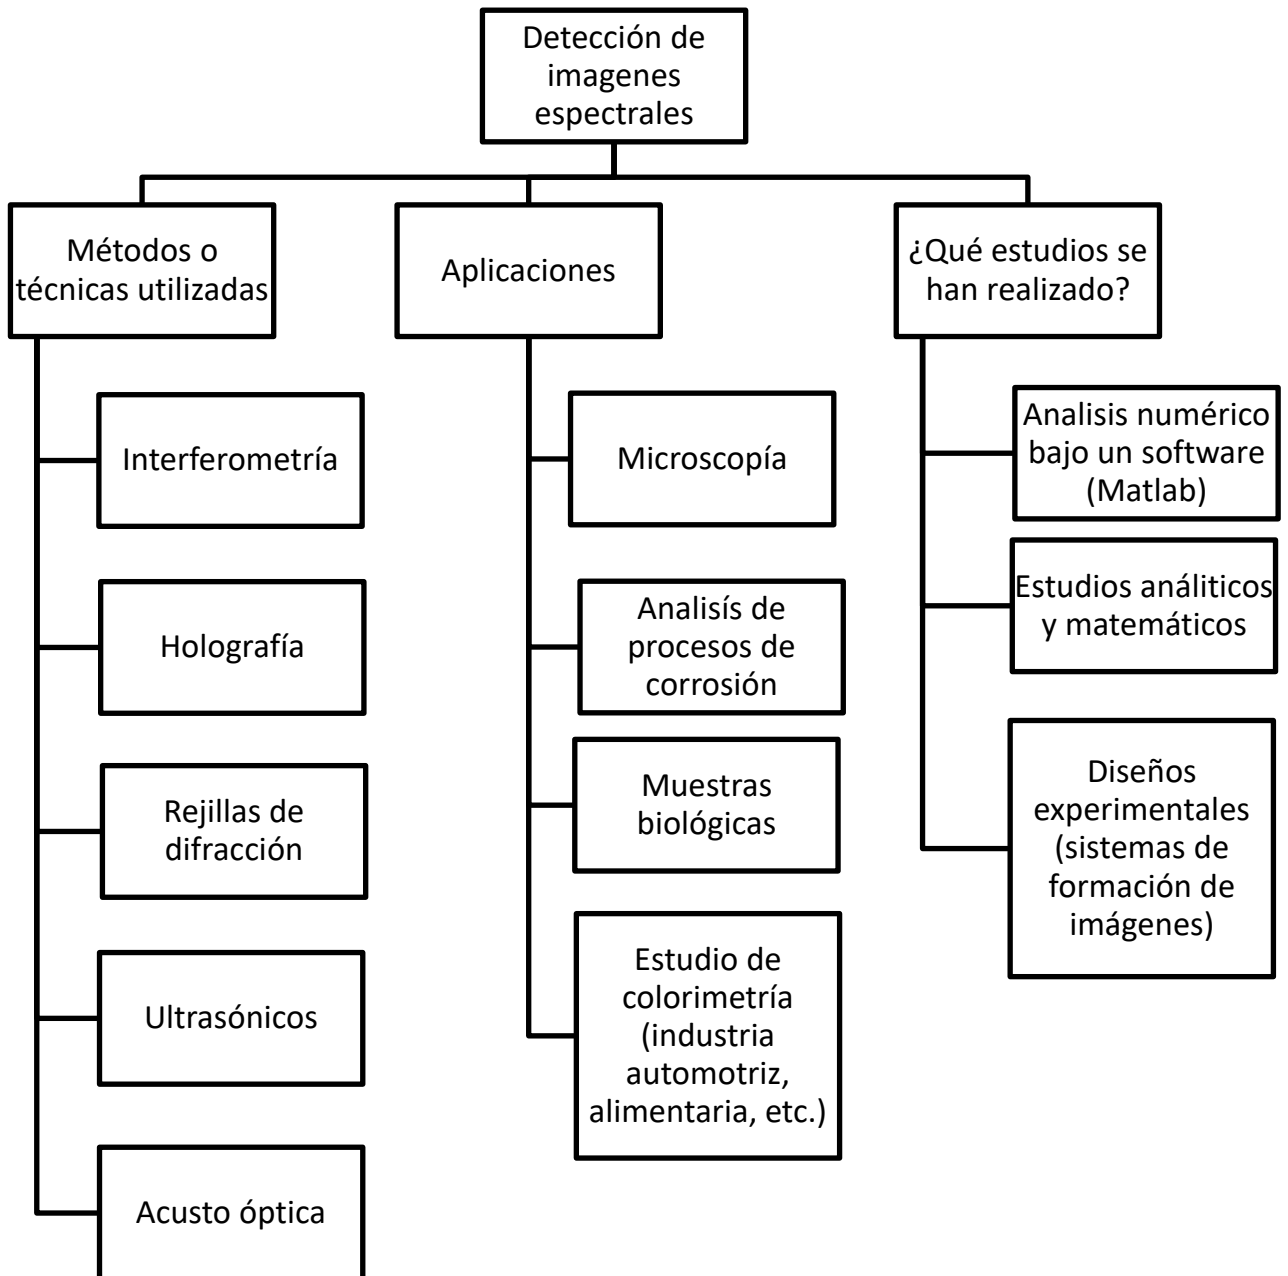 Detección de
imagenes
espectrales
Métodos o
técnicas utilizadas
Interferometría
Holografía
Rejillas de
difracción
Ultrasónicos
Acusto óptica
Aplicaciones
Microscopía
Analisís de
procesos de
corrosión
Muestras
biológicas
Estudio de
colorimetría
(industria
automotriz,
alimentaria, etc.)
¿Qué estudios se
han realizado?
Analisis numérico
bajo un software
(Matlab)
Estudios análiticos
y matemáticos
Diseños
experimentales
(sistemas de
formación de
imágenes)